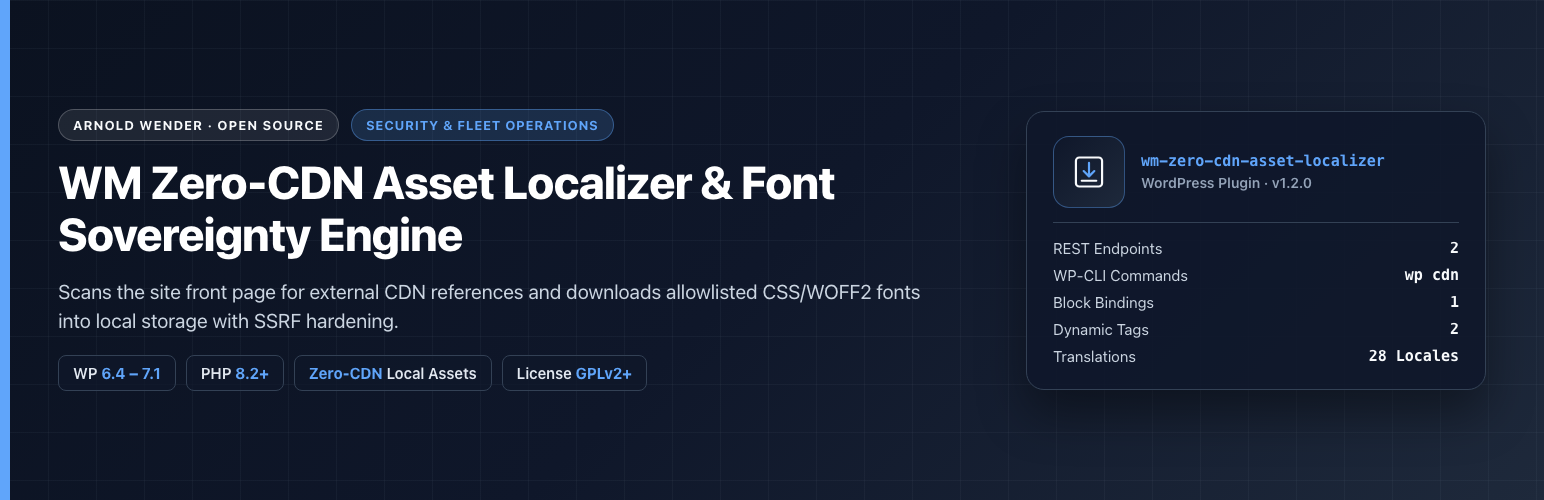 ARNOLD WENDER · OPEN SOURCE
SECURITY & FLEET OPERATIONS
WM Zero-CDN Asset Localizer & Font
Sovereignty Engine
Scans the site front page for external CDN references and downloads allowlisted CSS/WOFF2 fonts
into local storage with SSRF hardening.
WP 6.4 – 7.1
PHP 8.2+
Zero-CDN Local Assets
License GPLv2+
wm-zero-cdn-asset-localizer
WordPress Plugin · v1.2.0
REST Endpoints 2
WP-CLI Commands wp cdn
Block Bindings 1
Dynamic Tags 2
Translations 28 Locales